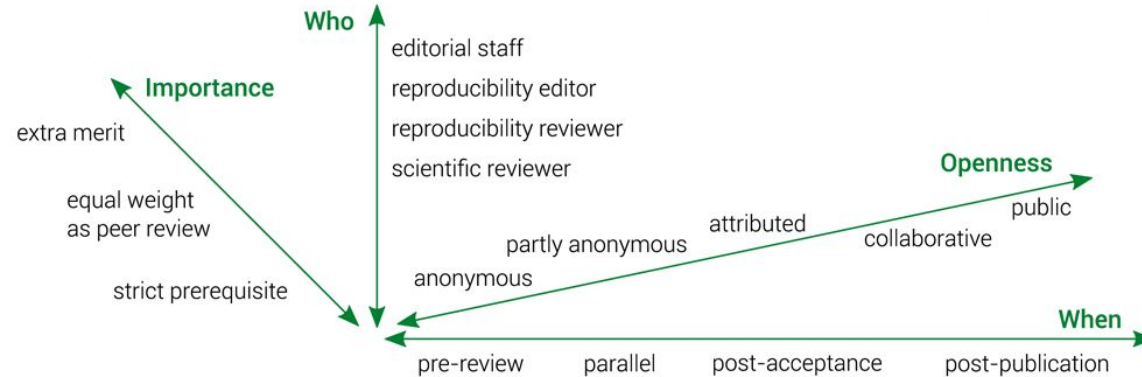 Who
editorial staff
reproducibility editor
reproducibility reviewer
scientific reviewer
Importance
extra merit
equal weight
as peer review
strict prerequisite
Openness
public
collaborative
attributed
partly anonymous
anonymous
When
pre-review
parallel
post-acceptance
post-publication